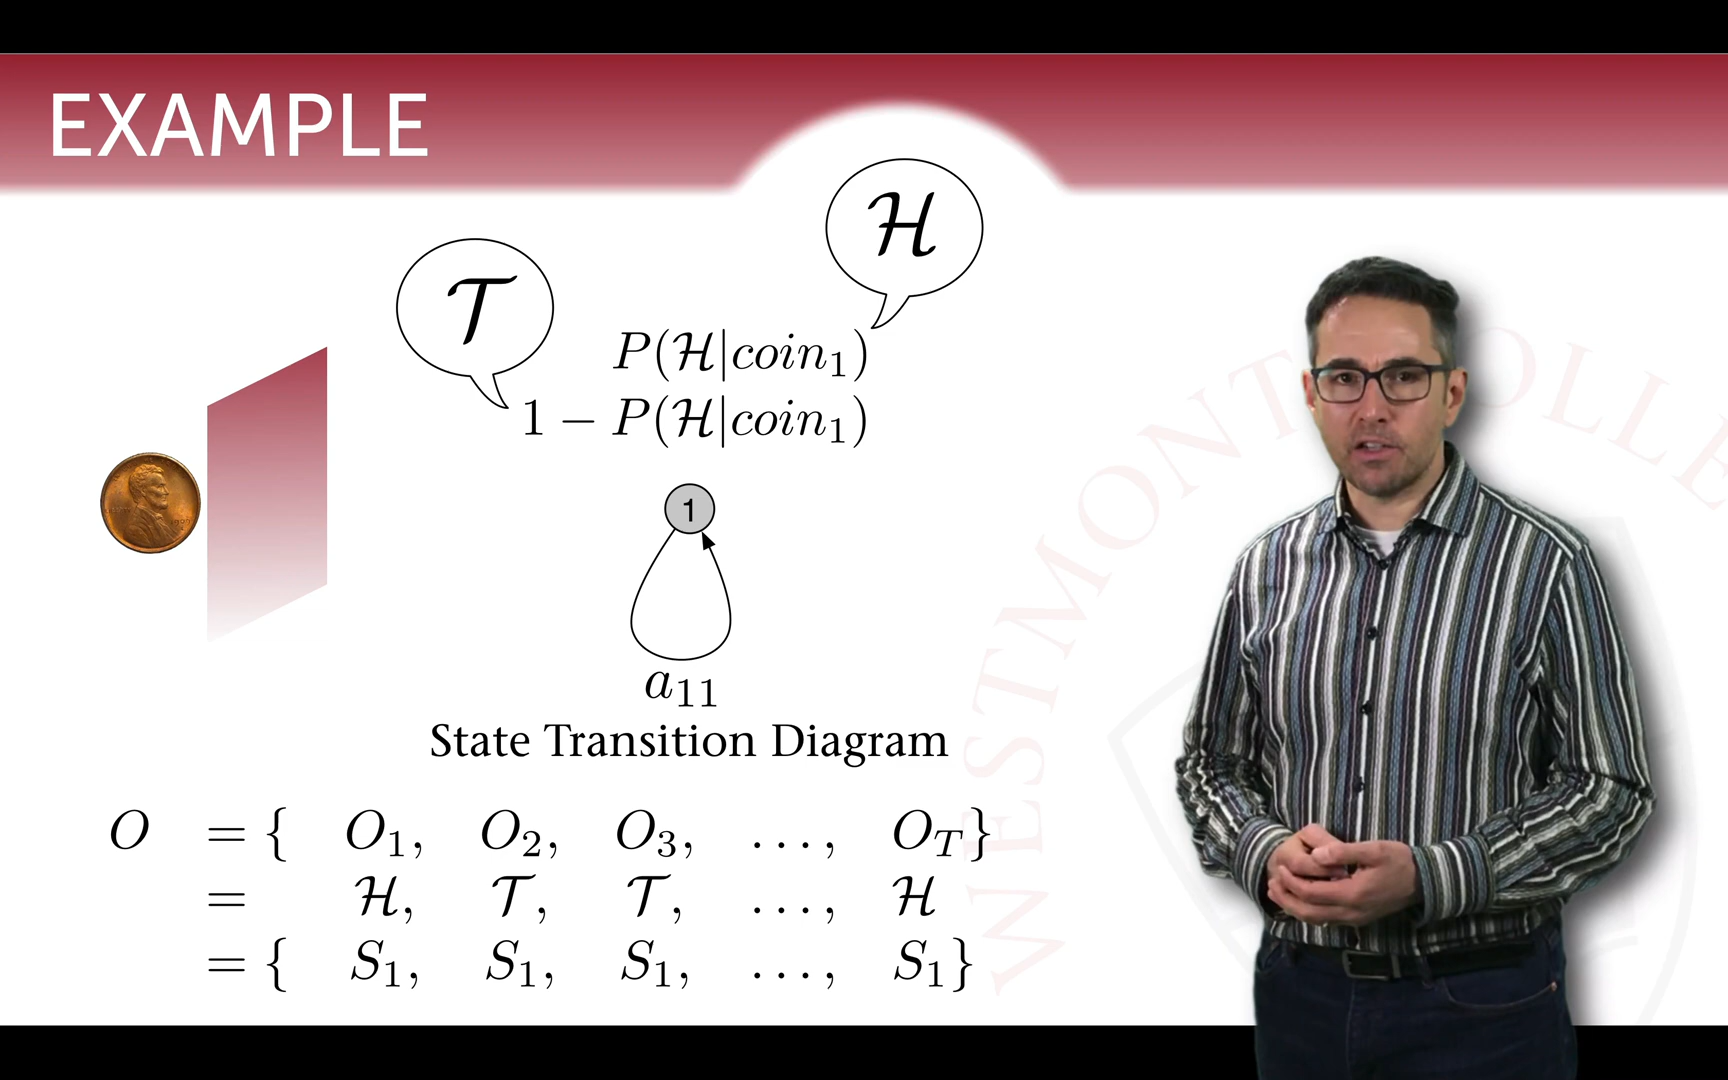 EXAMPLE
H
T
P(H|coin₁)
1 − P(H|coin₁)
1
a₁₁
State Transition Diagram
O = { O₁, O₂, O₃, ..., O_T}
= H, T, T, ..., H
= { S₁, S₁, S₁, ..., S₁}